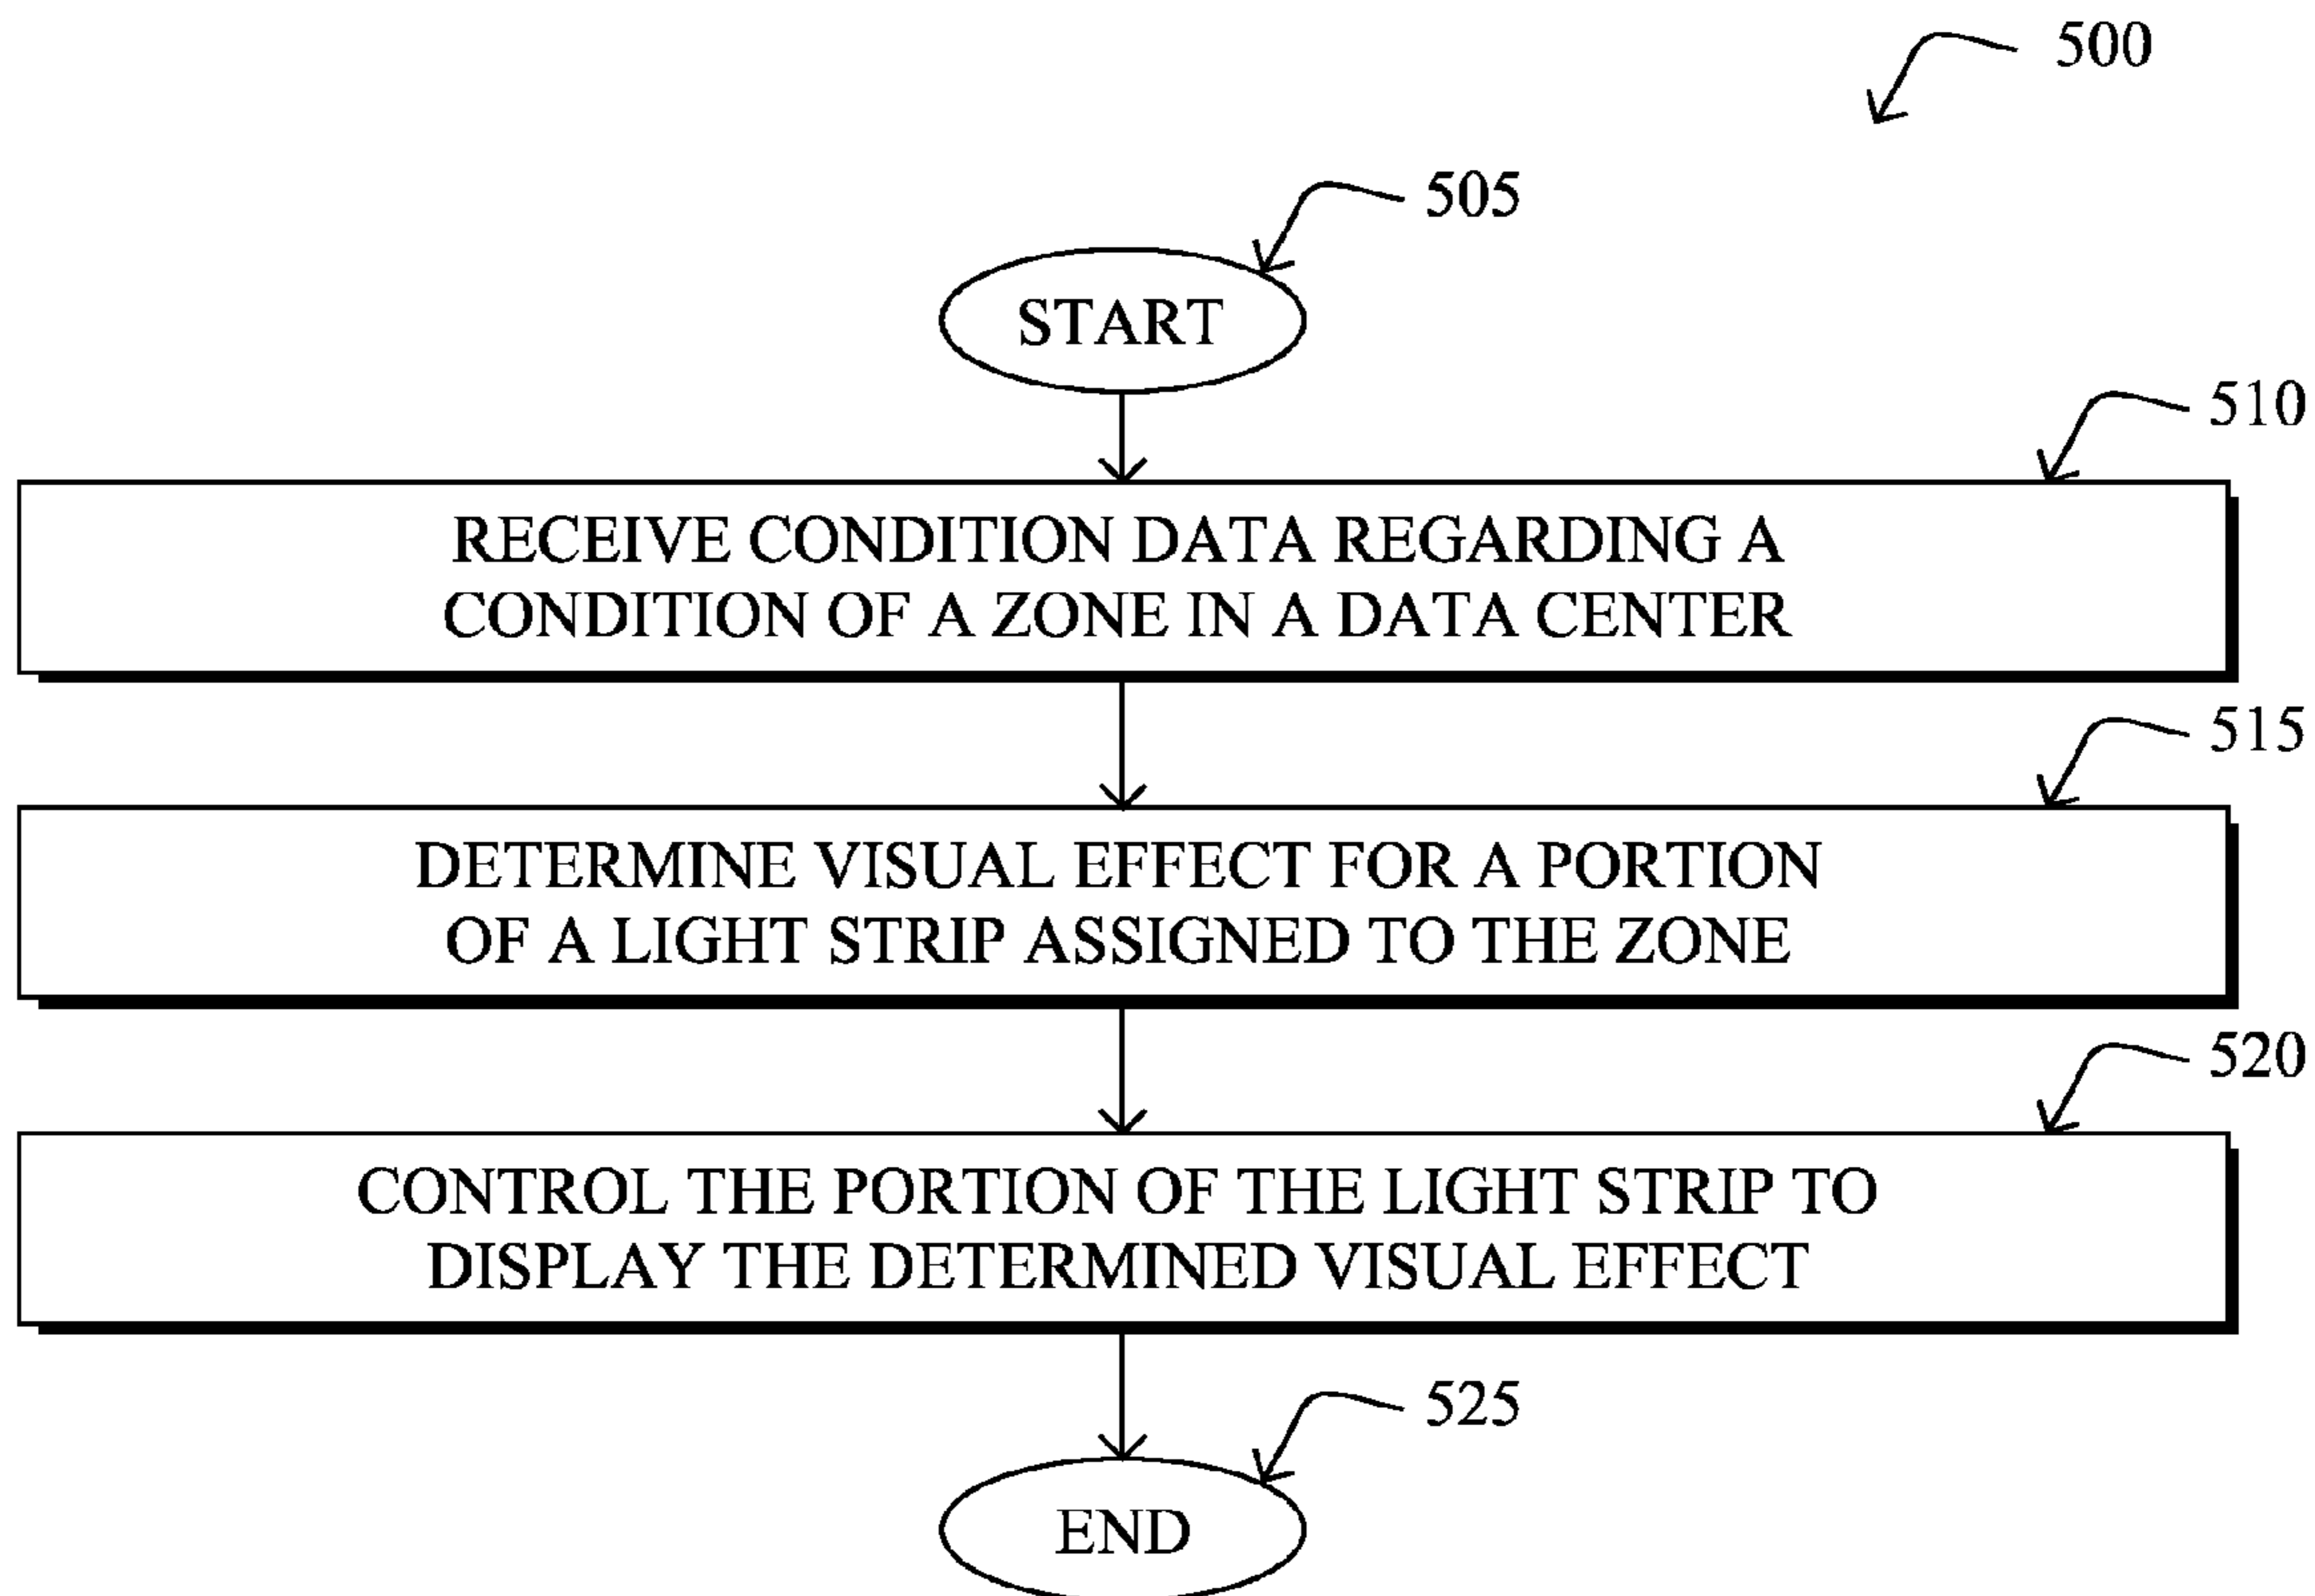 500
505
START
510
RECEIVE CONDITION DATA REGARDING A
CONDITION OF A ZONE IN A DATA CENTER
515
DETERMINE VISUAL EFFECT FOR A PORTION
OF A LIGHT STRIP ASSIGNED TO THE ZONE
520
CONTROL THE PORTION OF THE LIGHT STRIP TO
DISPLAY THE DETERMINED VISUAL EFFECT
525
END